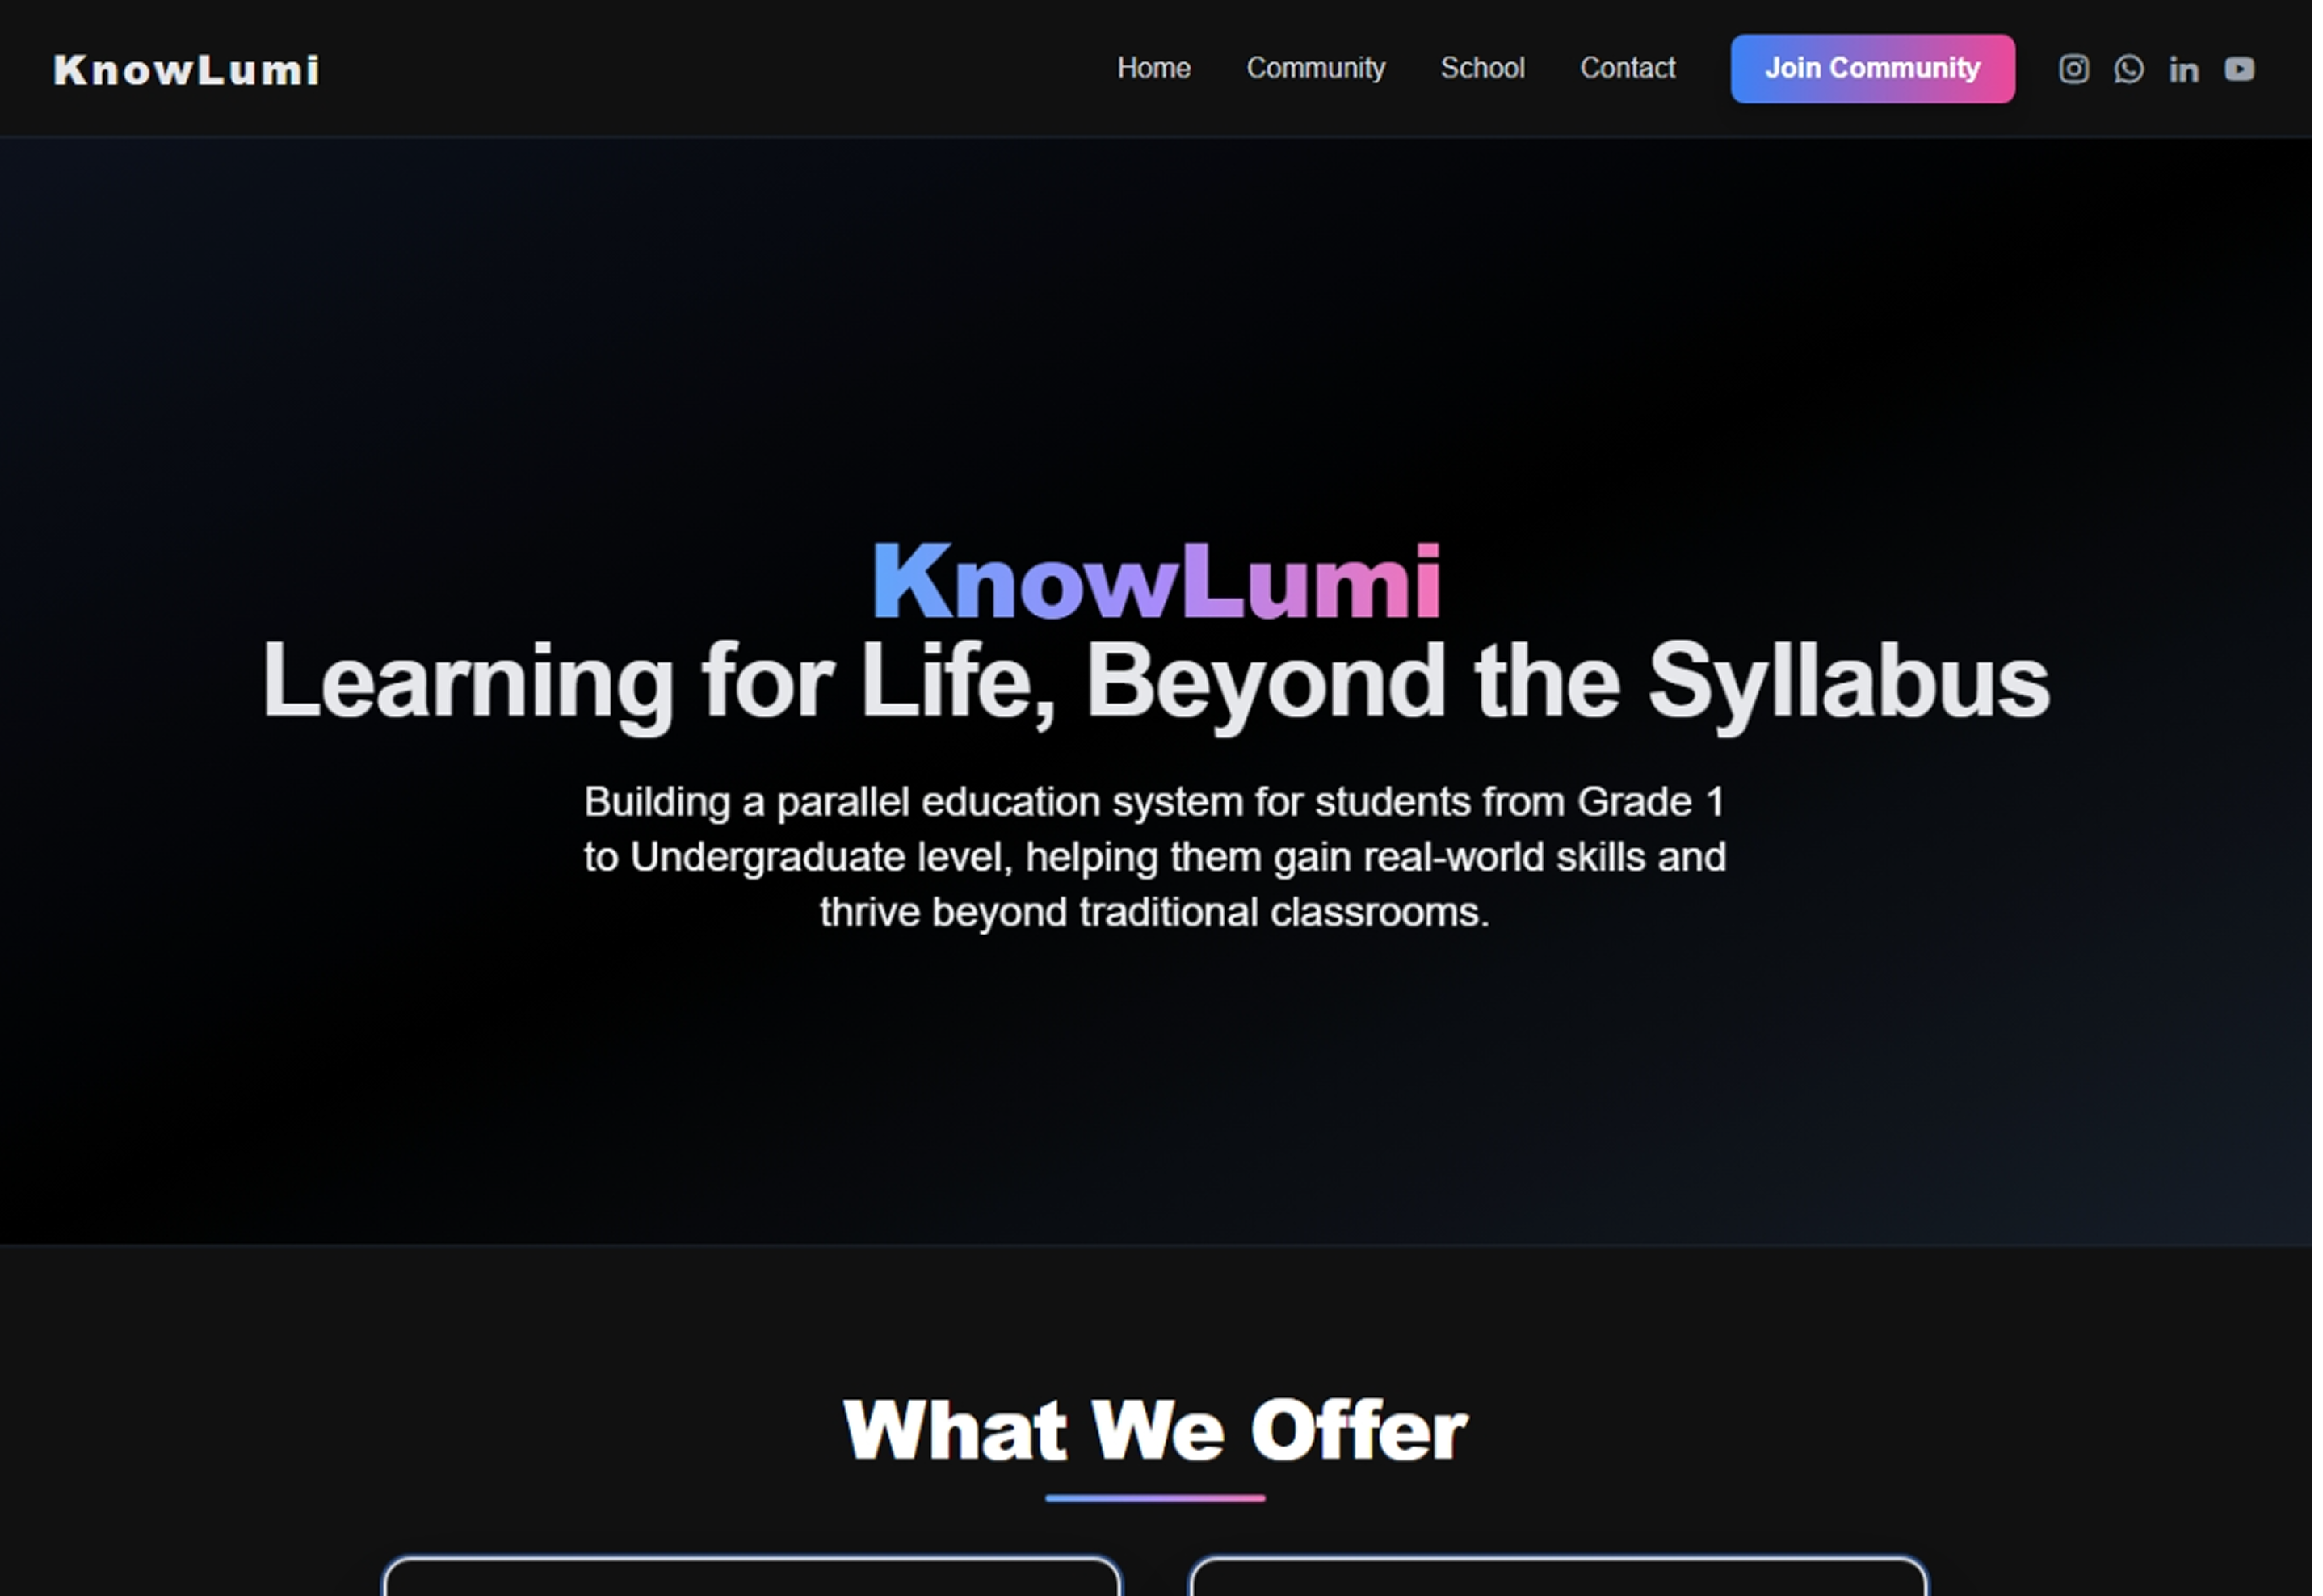 KnowLumi
Home Community School Contact Join Community
KnowLumi
Learning for Life, Beyond the Syllabus
Building a parallel education system for students from Grade 1
to Undergraduate level, helping them gain real-world skills and
thrive beyond traditional classrooms.
What We Offer